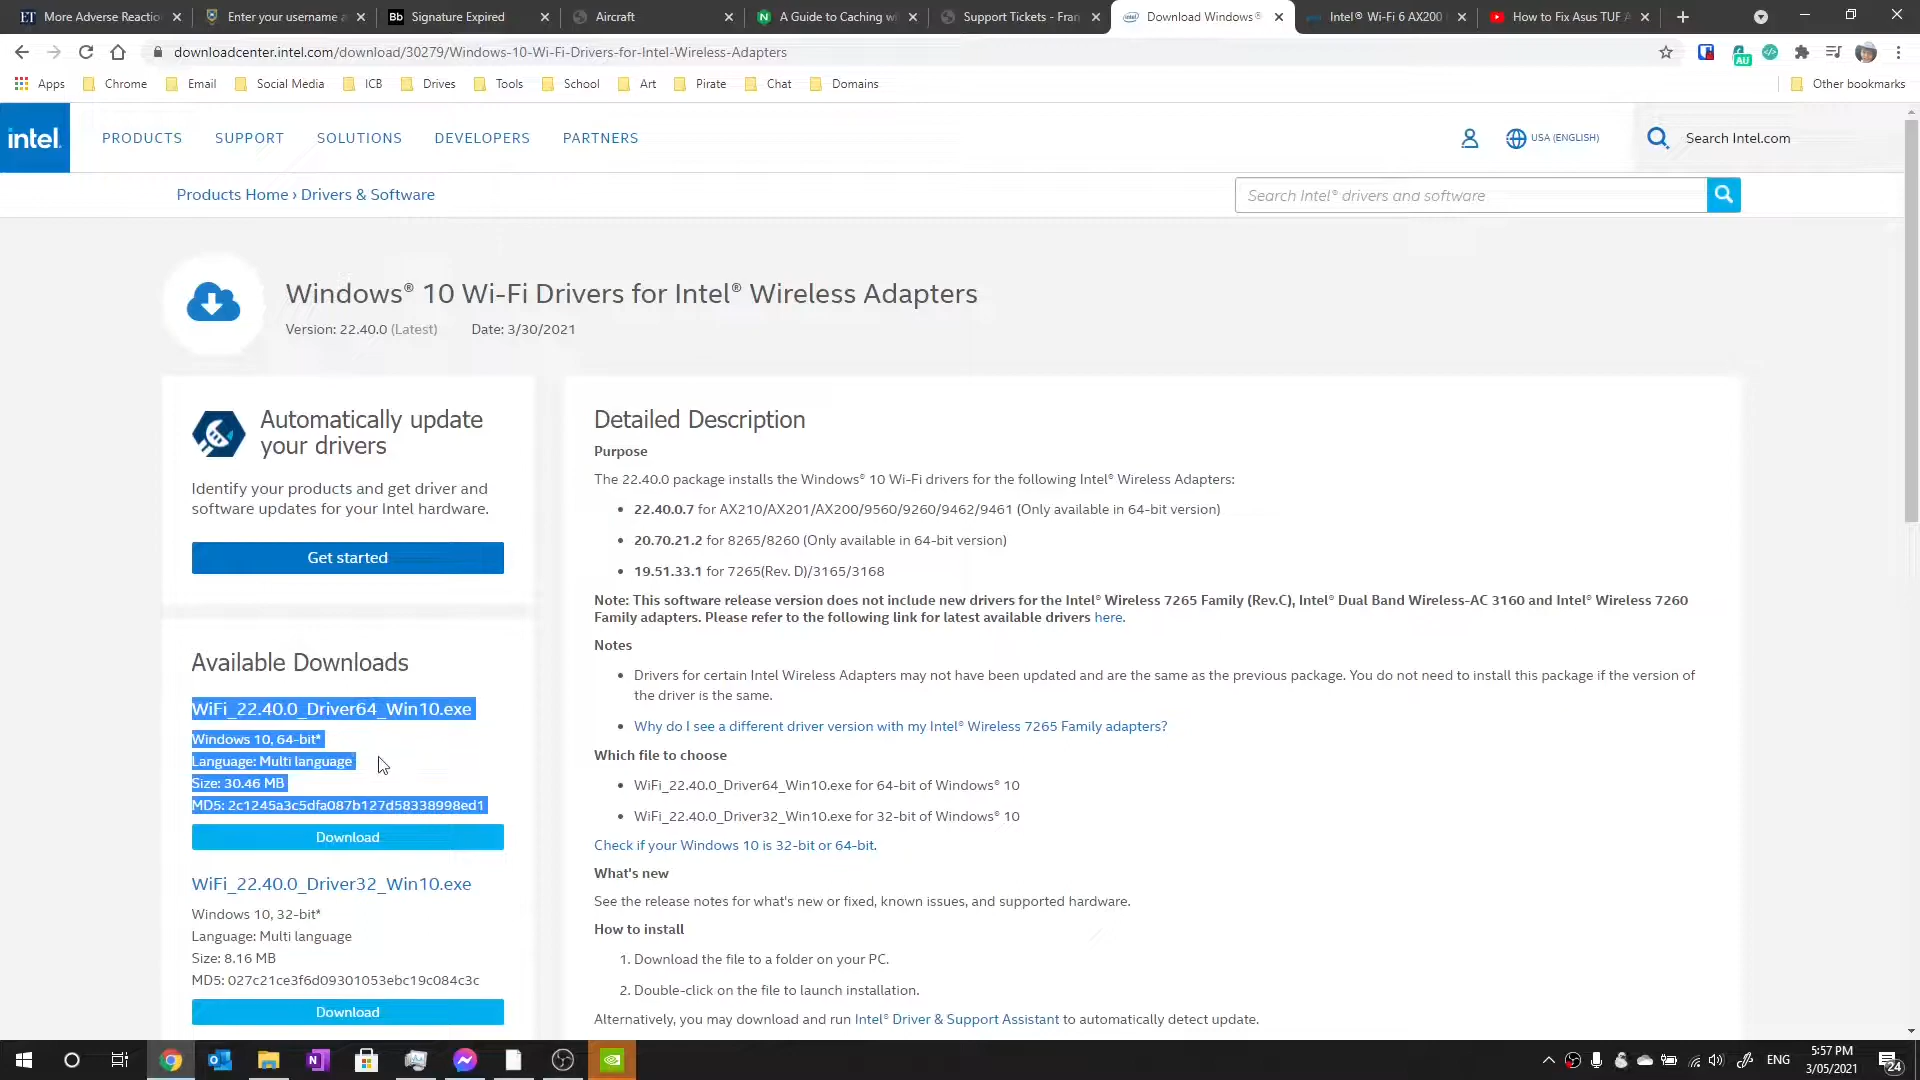 More Adverse Reactio
Enter your username a
Signature Expired
Aircraft
A Guide to Caching wi
Support Tickets - Fran
Download Windows®
Intel® Wi-Fi 6 AX200
How to Fix Asus TUF A
downloadcenter.intel.com/download/30279/Windows-10-Wi-Fi-Drivers-for-Intel-Wireless-Adapters
AU
Apps
Chrome
Email
Social Media
ICB
Drives
Tools
School
Art
Pirate
Chat
Domains
Other bookmarks
intel.
PRODUCTS
SUPPORT
SOLUTIONS
DEVELOPERS
PARTNERS
USA (ENGLISH)
Search Intel.com
Products Home › Drivers & Software
Search Intel® drivers and software
Windows® 10 Wi-Fi Drivers for Intel® Wireless Adapters
Version: 22.40.0 (Latest) Date: 3/30/2021
Automatically update
your drivers
Identify your products and get driver and
software updates for your Intel hardware.
Get started
Available Downloads
WiFi_22.40.0_Driver64_Win10.exe
Windows 10, 64-bit*
Language: Multi language
Size: 30.46 MB
MD5: 2c1245a3c5dfa087b127d58338998ed1
Download
WiFi_22.40.0_Driver32_Win10.exe
Windows 10, 32-bit*
Language: Multi language
Size: 8.16 MB
MD5: 027c21ce3f6d09301053ebc19c084c3c
Download
Detailed Description
Purpose
The 22.40.0 package installs the Windows® 10 Wi-Fi drivers for the following Intel® Wireless Adapters:
• 22.40.0.7 for AX210/AX201/AX200/9560/9260/9462/9461 (Only available in 64-bit version)
• 20.70.21.2 for 8265/8260 (Only available in 64-bit version)
• 19.51.33.1 for 7265(Rev. D)/3165/3168
Note: This software release version does not include new drivers for the Intel® Wireless 7265 Family (Rev.C), Intel® Dual Band Wireless-AC 3160 and Intel® Wireless 7260
Family adapters. Please refer to the following link for latest available drivers here.
Notes
• Drivers for certain Intel Wireless Adapters may not have been updated and are the same as the previous package. You do not need to install this package if the version of
the driver is the same.
• Why do I see a different driver version with my Intel® Wireless 7265 Family adapters?
Which file to choose
• WiFi_22.40.0_Driver64_Win10.exe for 64-bit of Windows® 10
• WiFi_22.40.0_Driver32_Win10.exe for 32-bit of Windows® 10
Check if your Windows 10 is 32-bit or 64-bit.
What's new
See the release notes for what's new or fixed, known issues, and supported hardware.
How to install
1. Download the file to a folder on your PC.
2. Double-click on the file to launch installation.
Alternatively, you may download and run Intel® Driver & Support Assistant to automatically detect update.
ENG
5:57 PM
3/05/2021
24